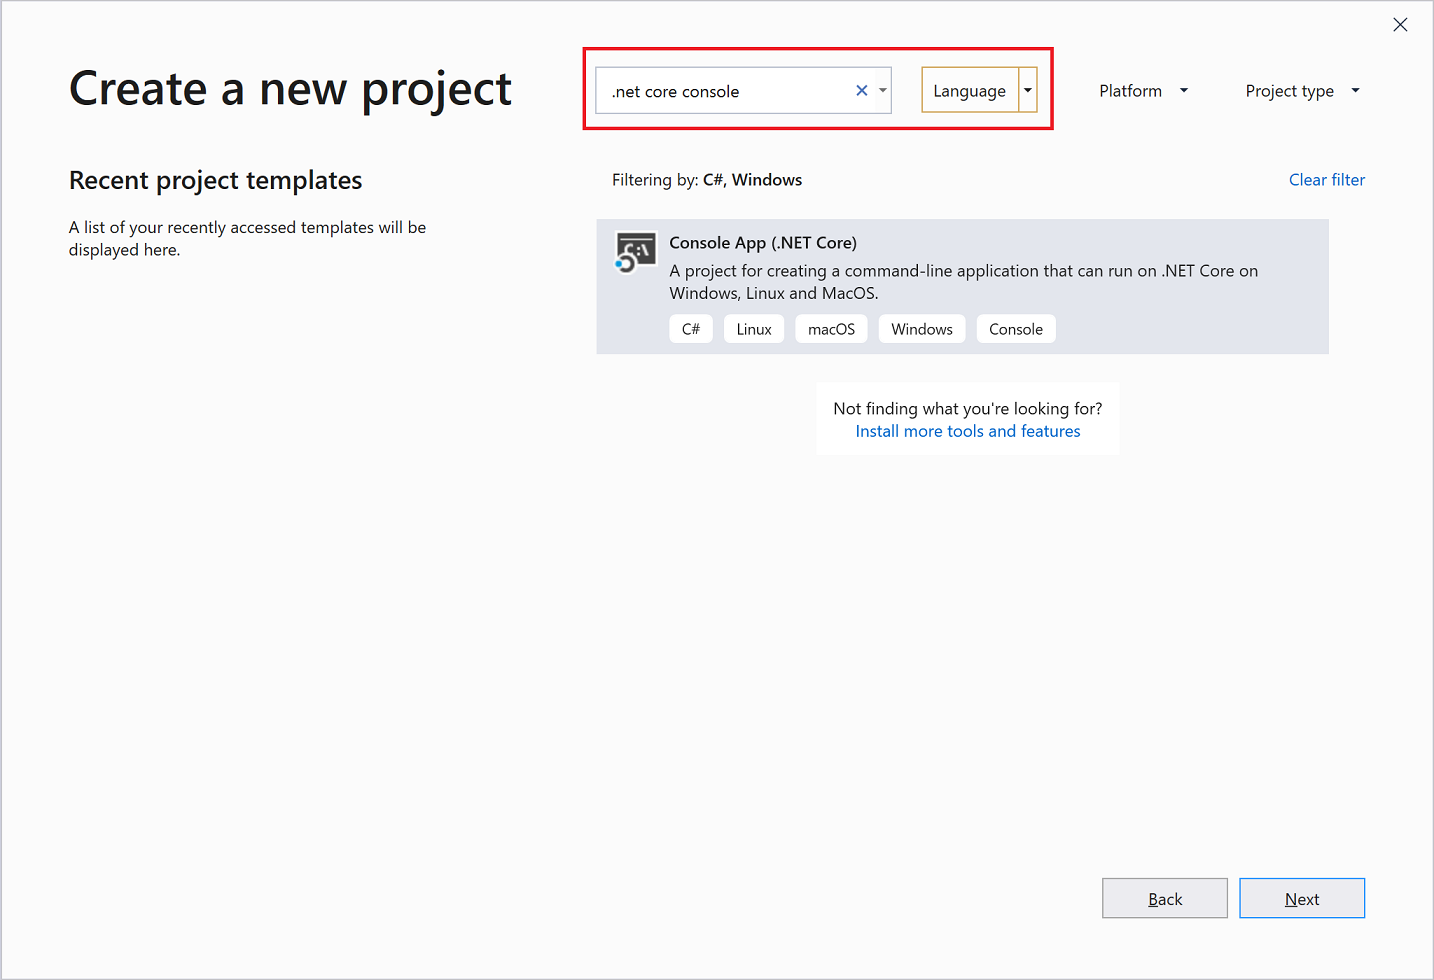 Create a new project
.net core console
Language
Platform
Project type
Recent project templates
A list of your recently accessed templates will be
displayed here.
Filtering by: C#, Windows
Clear filter
Console App (.NET Core)
A project for creating a command-line application that can run on .NET Core on
Windows, Linux and MacOS.
C#
Linux
macOS
Windows
Console
Not finding what you're looking for?
Install more tools and features
Back
Next